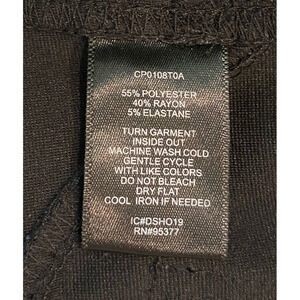 CP0108T0A
55% POLYESTER
40% RAYON
5% ELASTANE
TURN GARMENT
INSIDE OUT
MACHINE WASH COLD
GENTLE CYCLE
WITH LIKE COLORS
DO NOT BLEACH
DRY FLAT
COOL IRON IF NEEDED
IC#DSHO19
RN#95377